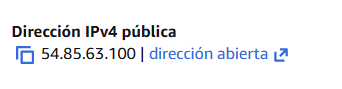 Dirección IPv4 pública
54.85.63.100 | dirección abierta